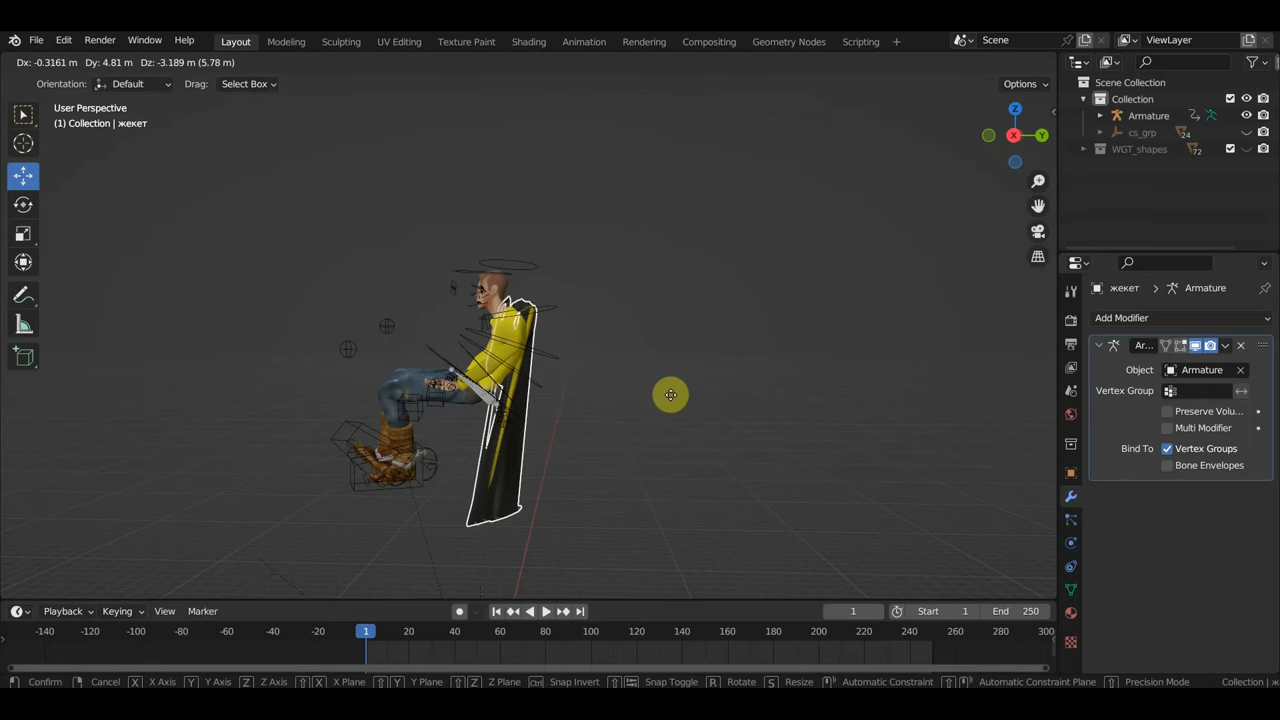 File Edit Render Window Help
Layout Modeling Sculpting UV Editing Texture Paint Shading Animation Rendering Compositing Geometry Nodes Scripting +
Scene
ViewLayer
Dx: -0.3161 m Dy: 4.81 m Dz: -3.189 m (5.78 m)
Orientation: Default Drag: Select Box
Options
User Perspective
(1) Collection | жекет
Z
X
Y
Scene Collection
Collection
Armature
cs_grp 24
WGT_shapes 72
жекет > Armature
Add Modifier
Ar...
Object Armature
Vertex Group
Preserve Volu...
Multi Modifier
Bind To Vertex Groups
Bone Envelopes
Playback Keying View Marker
1 Start 1 End 250
-140 -120 -100 -80 -60 -40 -20 1 20 40 60 80 100 120 140 160 180 200 220 240 260 280 300
Confirm Cancel X X Axis Y Y Axis Z Z Axis X X Plane Y Y Plane Z Z Plane Ctrl Snap Invert Snap Toggle R Rotate S Resize Automatic Constraint Automatic Constraint Plane Precision Mode Collection | ж